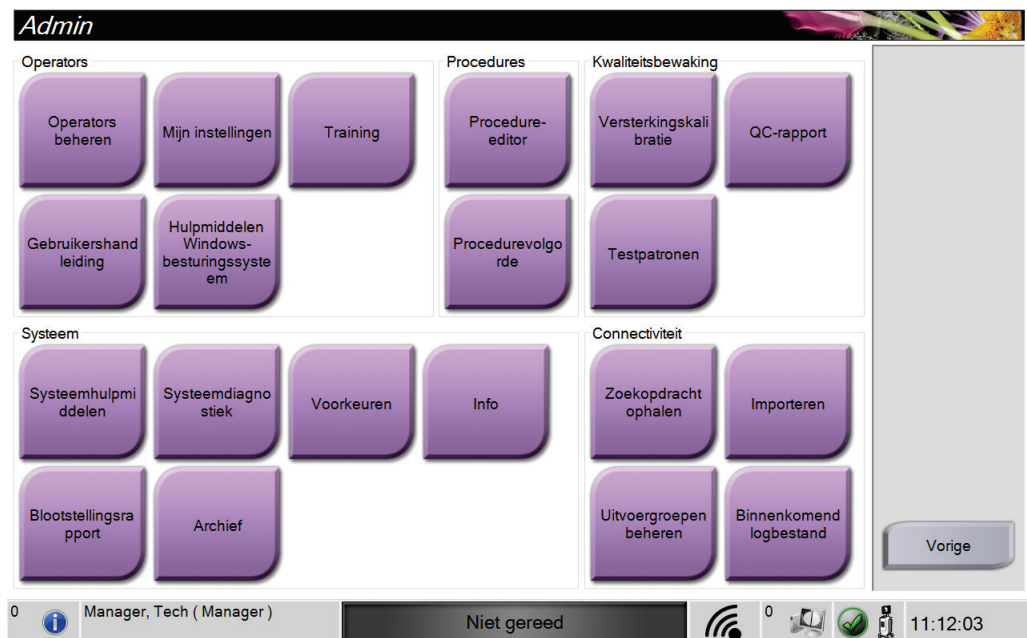 Admin
Operators
Operators
beheren
Mijn instellingen
Training
Gebruikershand
leiding
Hulpmiddelen
Windows-
besturingssyste
em
Procedures
Procedure-
editor
Procedurevolgo
rde
Kwaliteitsbewaking
Versterkingskali
bratie
QC-rapport
Testpatronen
Systeem
Systeemhulpmi
ddelen
Systeemdiagno
stiek
Voorkeuren
Info
Blootstellingsra
pport
Archief
Connectiviteit
Zoekopdracht
ophalen
Importeren
Uitvoergroepen
beheren
Binnenkomend
logbestand
Vorige
0
Manager, Tech ( Manager )
Niet gereed
0
11:12:03